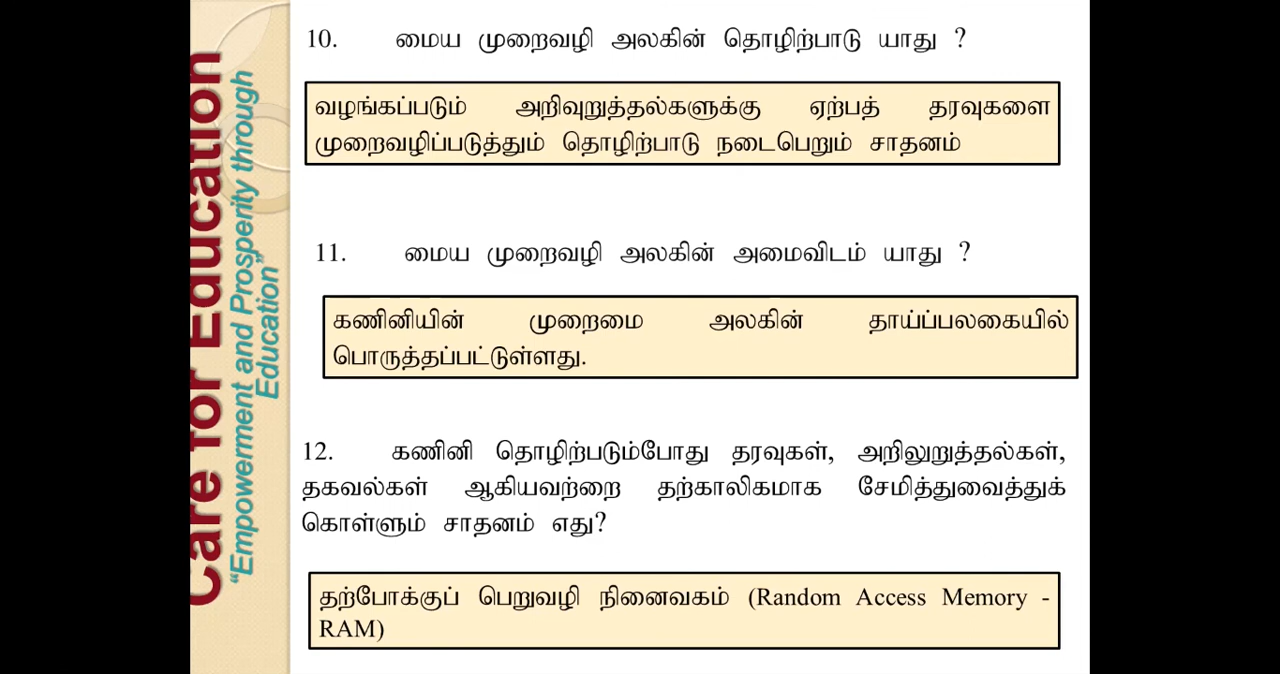 Care for Education
“Empowerment and Prosperity through
Education”
10. மைய முறைவழி அலகின் தொழிற்பாடு யாது ?
வழங்கப்படும் அறிவுறுத்தல்களுக்கு ஏற்பத் தரவுகளை
முறைவழிப்படுத்தும் தொழிற்பாடு நடைபெறும் சாதனம்
11. மைய முறைவழி அலகின் அமைவிடம் யாது ?
கணினியின் முறைமை அலகின் தாய்ப்பலகையில்
பொருத்தப்பட்டுள்ளது.
12. கணினி தொழிற்படும்போது தரவுகள், அறிலுறுத்தல்கள்,
தகவல்கள் ஆகியவற்றை தற்காலிகமாக சேமித்துவைத்துக்
கொள்ளும் சாதனம் எது?
தற்போக்குப் பெறுவழி நினைவகம் (Random Access Memory -
RAM)